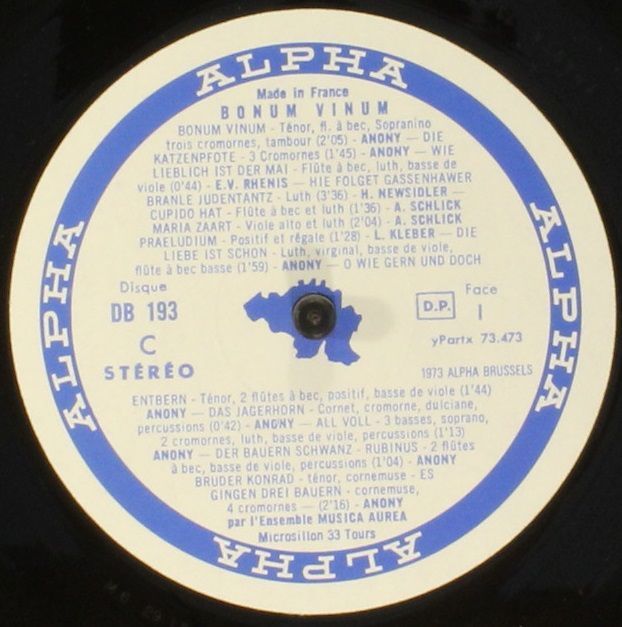 ALPHA
Made in France
BONUM VINUM
BONUM VINUM - Ténor, fl. à bec, Sopranino
trois cromornes, tambour (2'05) - ANONY — DIE
KATZENPFOTE - 3 Cromornes (1'45) - ANONY — WIE
LIEBLICH IST DER MAI - Flûte à bec, luth, basse de
viole (0'44) - E.V. RHENIS — HIE FOLGET GASSENHAWER
BRANLE JUDENTANTZ - Luth (3'36) - H. NEWSIDLER —
CUPIDO HAT - Flûte à bec et luth (1'36) - A. SCHLICK
MARIA ZAART - Viole alto et luth (2'04) - A. SCHLICK
PRAELUDIUM - Positif et régale (1'28) - L. KLEBER — DIE
LIEBE IST SCHON - Luth, virginal, basse de viole,
flûte à bec basse (1'59) - ANONY — O WIE GERN UND DOCH
ALPHA
ALPHA
Disque
DB 193
C
STÉRÉO
D.P.
Face
I
yPartx 73.473
1973 ALPHA BRUSSELS
ENTBERN - Ténor, 2 flûtes à bec, positif, basse de viole (1'44)
ANONY — DAS JAGERHORN - Cornet, cromorne, dulciane,
percussions (0'42) - ANONY — ALL VOLL - 3 basses, soprano,
2 cromornes, luth, basse de viole, percussions (1'13)
ANONY — DER BAUERN SCHWANZ - RUBINUS - 2 flûtes
à bec, basse de viole, percussions (1'04) - ANONY
BRUDER KONRAD - ténor, cornemuse - ES
GINGEN DREI BAUERN - cornemuse,
4 cromornes — (2'16) - ANONY
par l'Ensemble MUSICA AUREA
Microsillon 33 Tours
ALPHA